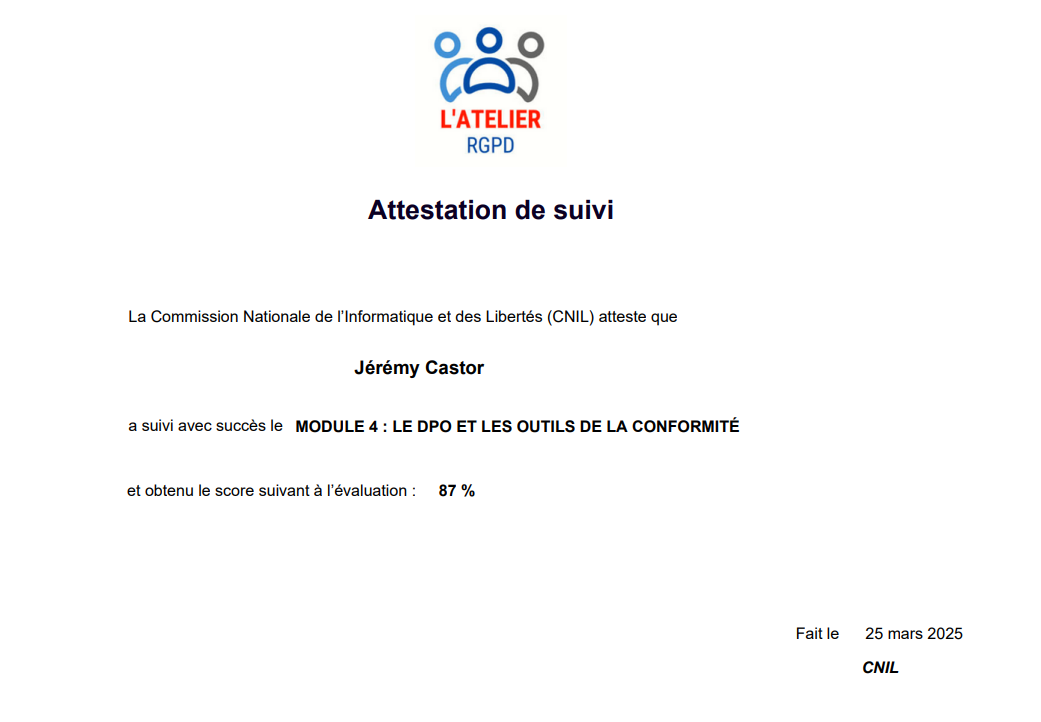 L'ATELIER
RGPD
Attestation de suivi
La Commission Nationale de l’Informatique et des Libertés (CNIL) atteste que
Jérémy Castor
a suivi avec succès le MODULE 4 : LE DPO ET LES OUTILS DE LA CONFORMITÉ
et obtenu le score suivant à l’évaluation : 87 %
Fait le 25 mars 2025
CNIL